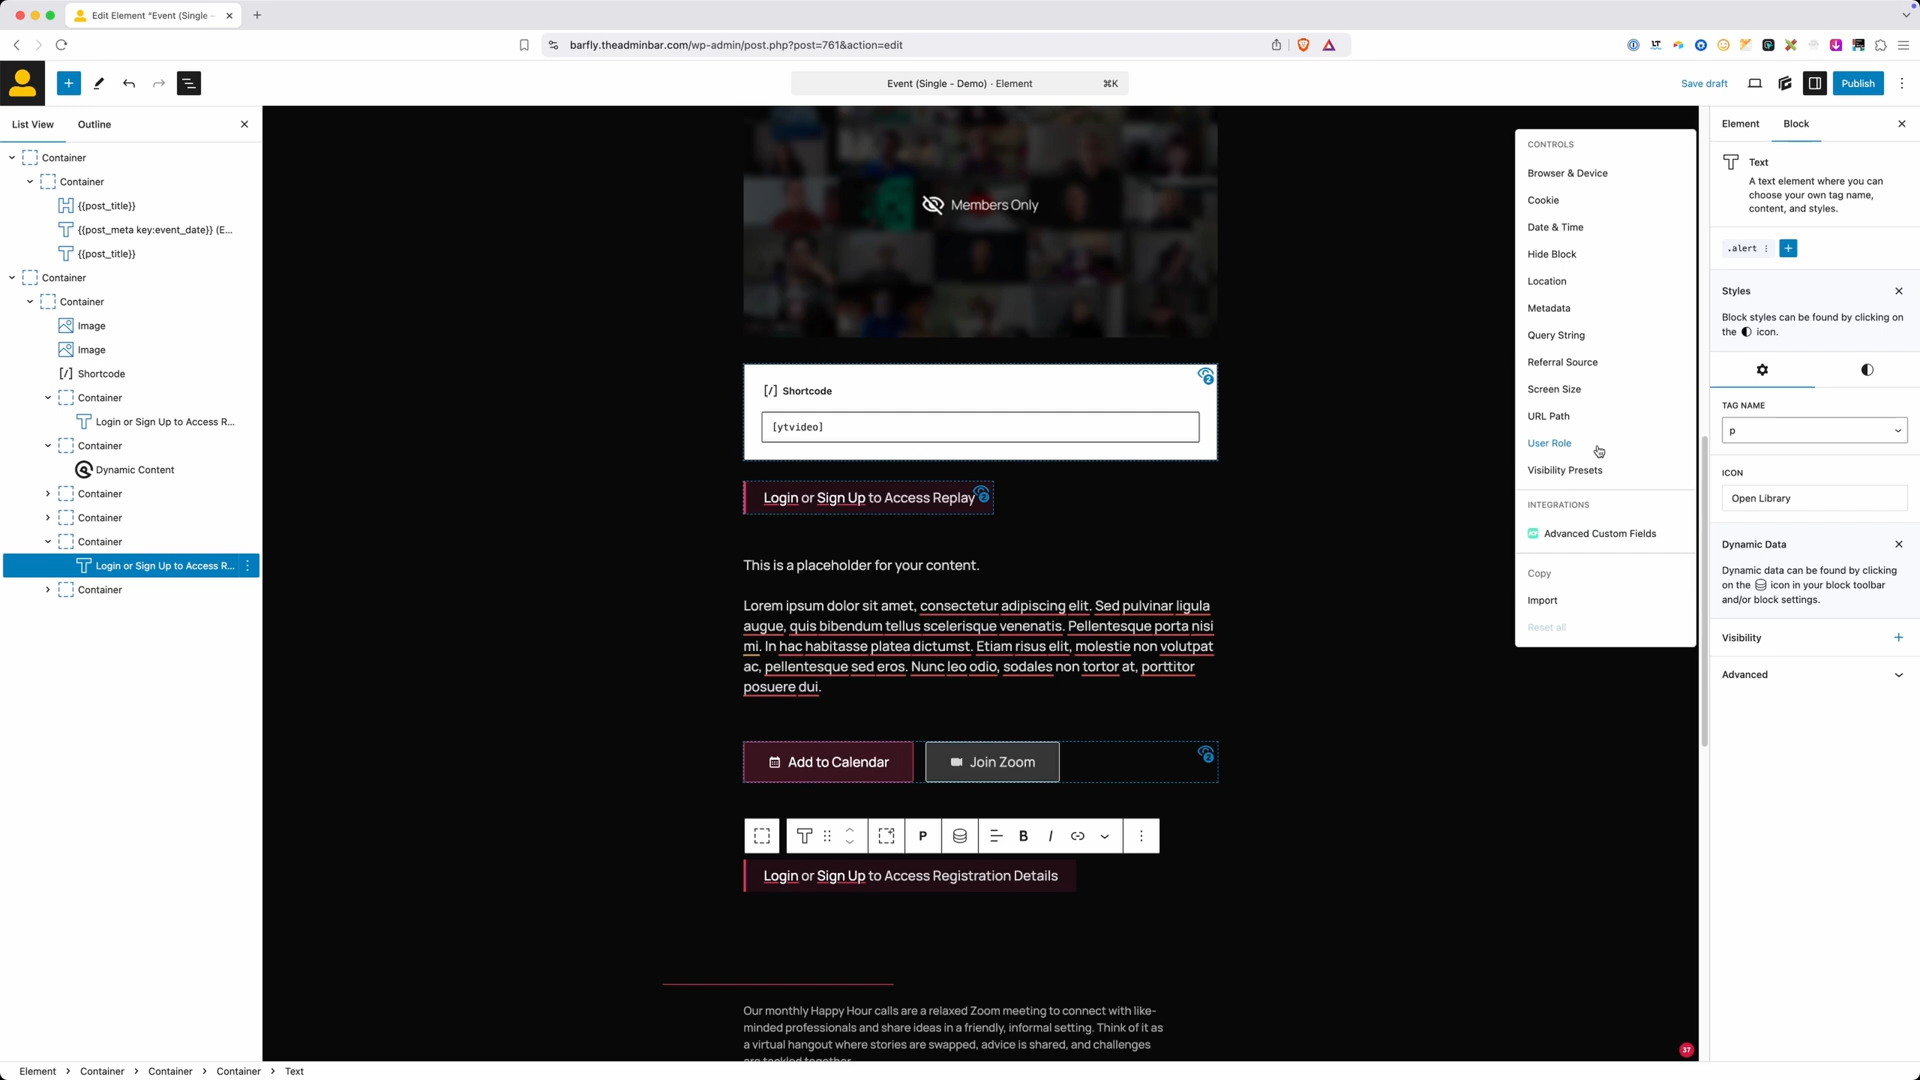 Edit Element “Event (Single -
barfly.theadminbar.com/wp-admin/post.php?post=761&action=edit
Event (Single - Demo) · Element
⌘K
Save draft
Publish
List View
Outline
Container
Container
{{post_title}}
{{post_meta key:event_date}} (E...
{{post_title}}
Container
Container
Image
Image
[/] Shortcode
Container
Login or Sign Up to Access R...
Container
Dynamic Content
Container
Container
Container
Login or Sign Up to Access R...
Container
Members Only
[/] Shortcode
2
[ytvideo]
Login or Sign Up to Access Replay
2
This is a placeholder for your content.
Lorem ipsum dolor sit amet, consectetur adipiscing elit. Sed pulvinar ligula
augue, quis bibendum tellus scelerisque venenatis. Pellentesque porta nisi
mi. In hac habitasse platea dictumst. Etiam risus elit, molestie non volutpat
ac, pellentesque sed eros. Nunc leo odio, sodales non tortor at, porttitor
posuere dui.
Add to Calendar
Join Zoom
2
P
B
I
Login or Sign Up to Access Registration Details
Our monthly Happy Hour calls are a relaxed Zoom meeting to connect with like-
minded professionals and share ideas in a friendly, informal setting. Think of it as
a virtual hangout where stories are swapped, advice is shared, and challenges
are tackled together.
CONTROLS
Browser & Device
Cookie
Date & Time
Hide Block
Location
Metadata
Query String
Referral Source
Screen Size
URL Path
User Role
Visibility Presets
INTEGRATIONS
Advanced Custom Fields
Copy
Import
Reset all
37
Element
Block
Text
A text element where you can
choose your own tag name,
content, and styles.
.alert
Styles
Block styles can be found by clicking on
the icon.
TAG NAME
p
ICON
Open Library
Dynamic Data
Dynamic data can be found by clicking
on the icon in your block toolbar
and/or block settings.
Visibility
Advanced
Element
Container
Container
Container
Text